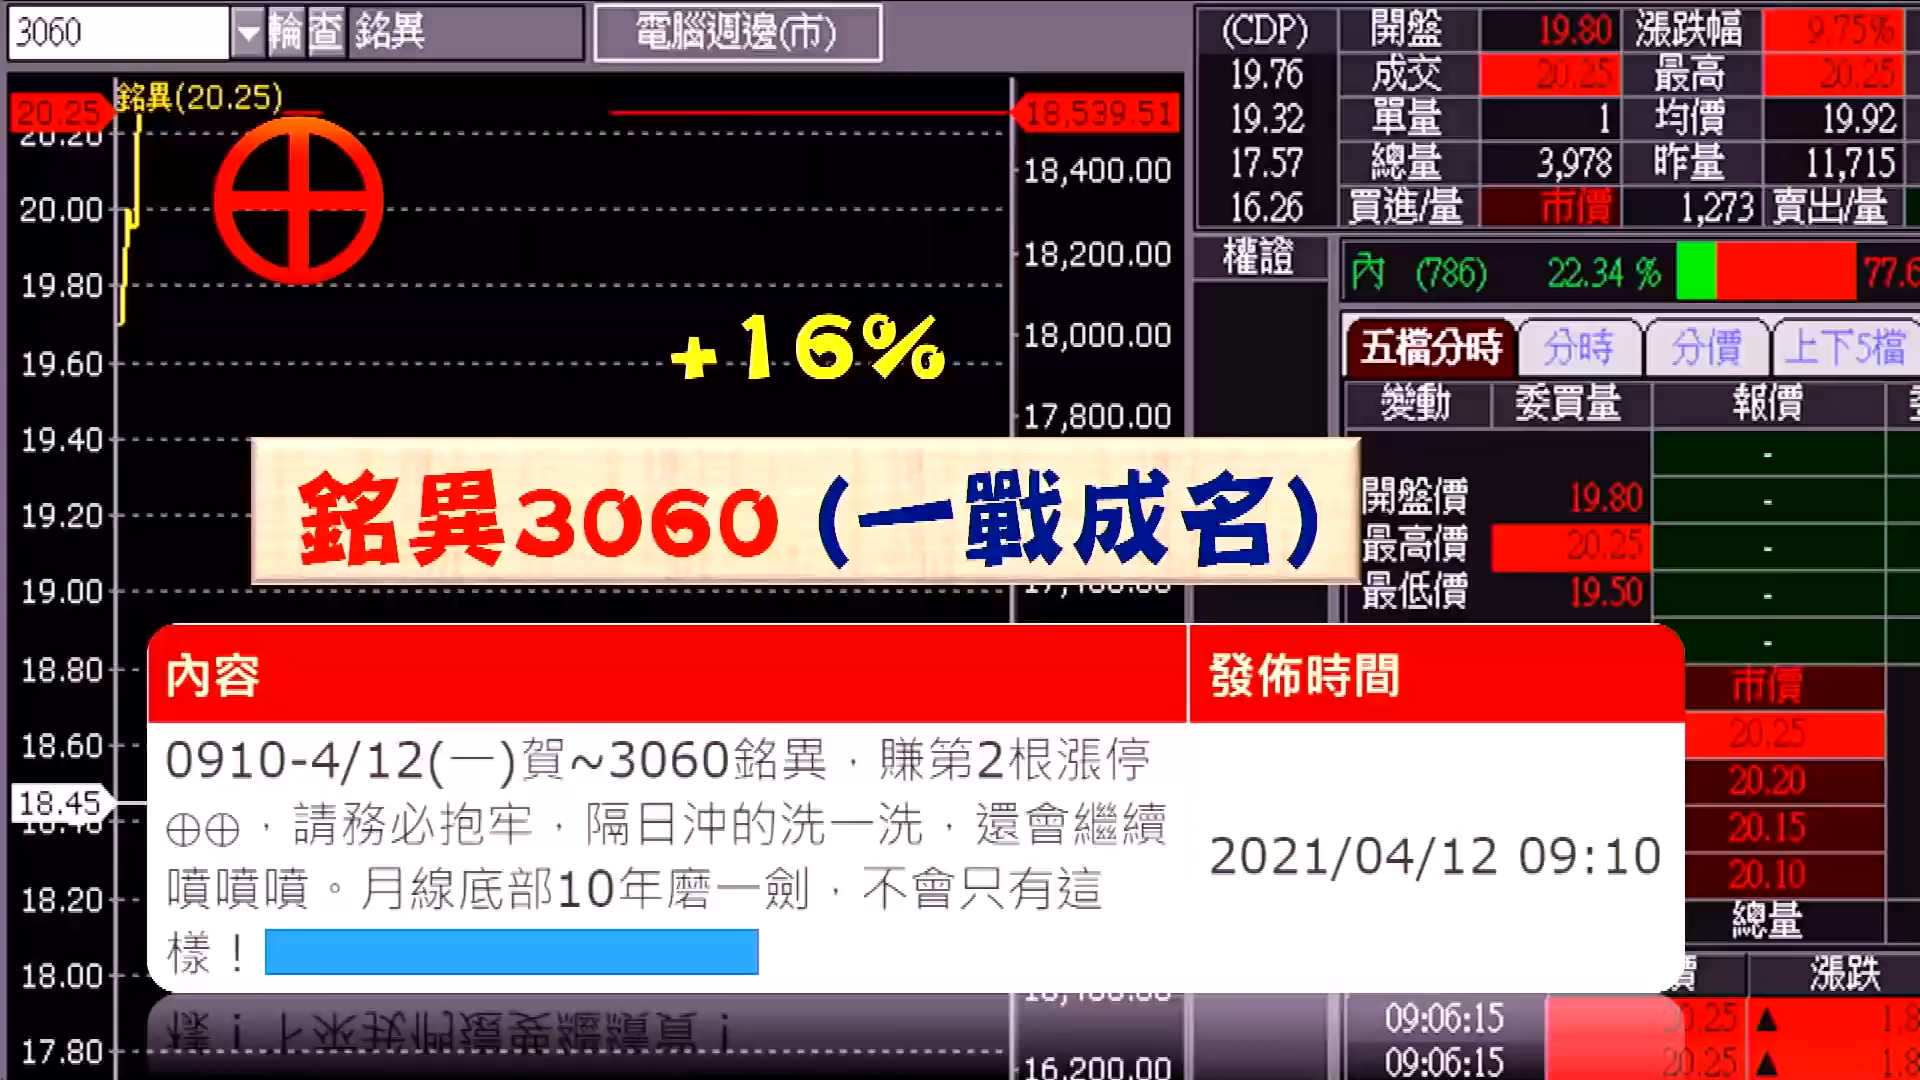 3060 輪 查 銘異 電腦週邊(市)
(CDP) 開盤 19.80 漲跌幅 9.75%
19.76 成交 20.25 最高 20.25
19.32 單量 1 均價 19.92
17.57 總量 3,978 昨量 11,715
16.26 買進/量 市價 1,273 賣出/量
權證
內 (786) 22.34 %
五檔分時 分時 分價 上下5檔
變動 委買量 報價
開盤價 19.80
最高價 20.25
最低價 19.50
-
-
-
-
-
市價
20.25
20.20
20.15
20.10
總量
漲跌
09:06:15 20.25 ▲
09:06:15 20.25 ▲
銘異(20.25)
20.25
20.20
20.00
19.80
19.60
19.40
19.20
19.00
18.80
18.60
18.45
18.20
18.00
17.80
18,539.51
18,400.00
18,200.00
18,000.00
17,800.00
16,200.00
+16%
銘異3060 (一戰成名)
內容 發佈時間
0910-4/12(一)賀~3060銘異，賺第2根漲停
⊕⊕，請務必抱牢，隔日沖的洗一洗，還會繼續
噴噴噴。月線底部10年磨一劍，不會只有這
樣！
2021/04/12 09:10